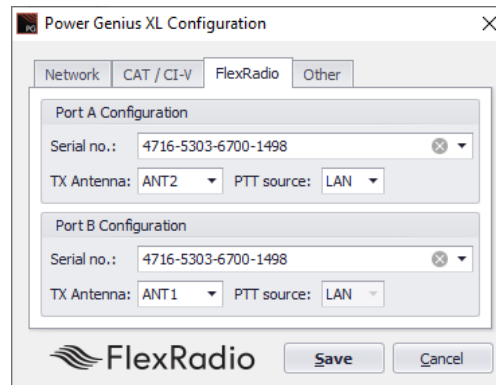 PG
Power Genius XL Configuration
Network CAT / CI-V FlexRadio Other
Port A Configuration
Serial no.: 4716-5303-6700-1498
TX Antenna: ANT2 PTT source: LAN
Port B Configuration
Serial no.: 4716-5303-6700-1498
TX Antenna: ANT1 PTT source: LAN
FlexRadio Save Cancel